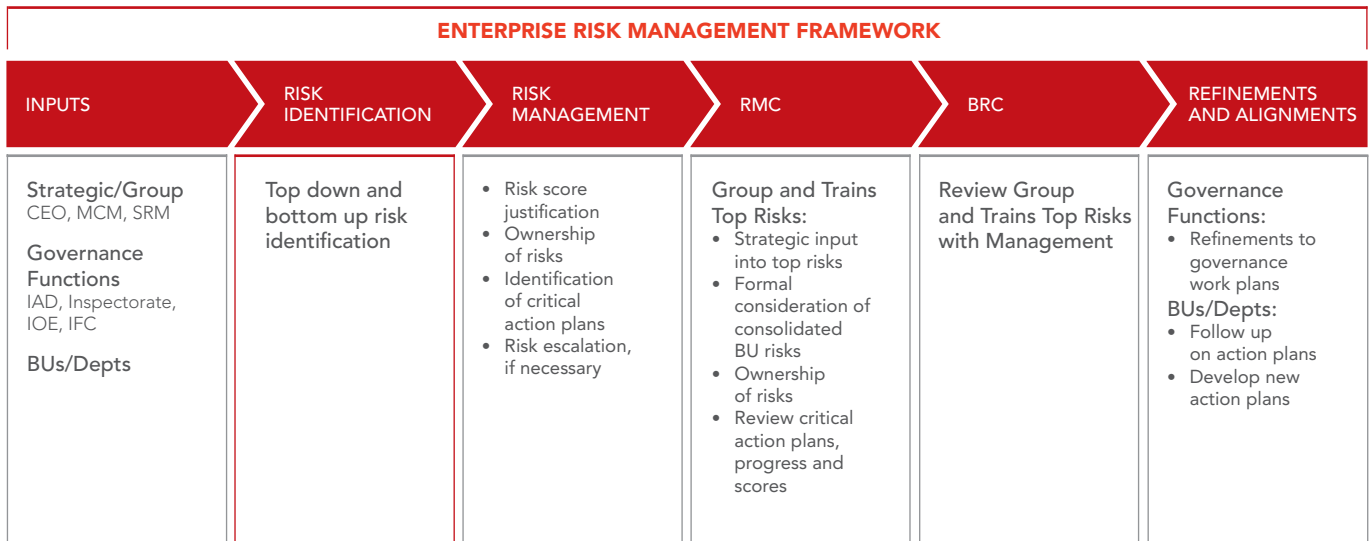 ENTERPRISE RISK MANAGEMENT FRAMEWORK
INPUTS
RISK
IDENTIFICATION
RISK
MANAGEMENT
RMC
BRC
REFINEMENTS
AND ALIGNMENTS
Strategic/Group
CEO, MCM, SRM
Governance
Functions
IAD, Inspectorate,
IOE, IFC
BUs/Depts
Top down and
bottom up risk
identification
• Risk score
justification
• Ownership
of risks
• Identification
of critical
action plans
• Risk escalation,
if necessary
Group and Trains
Top Risks:
• Strategic input
into top risks
• Formal
consideration of
consolidated
BU risks
• Ownership
of risks
• Review critical
action plans,
progress and
scores
Review Group
and Trains Top Risks
with Management
Governance
Functions:
• Refinements to
governance
work plans
BUs/Depts:
• Follow up
on action plans
• Develop new
action plans